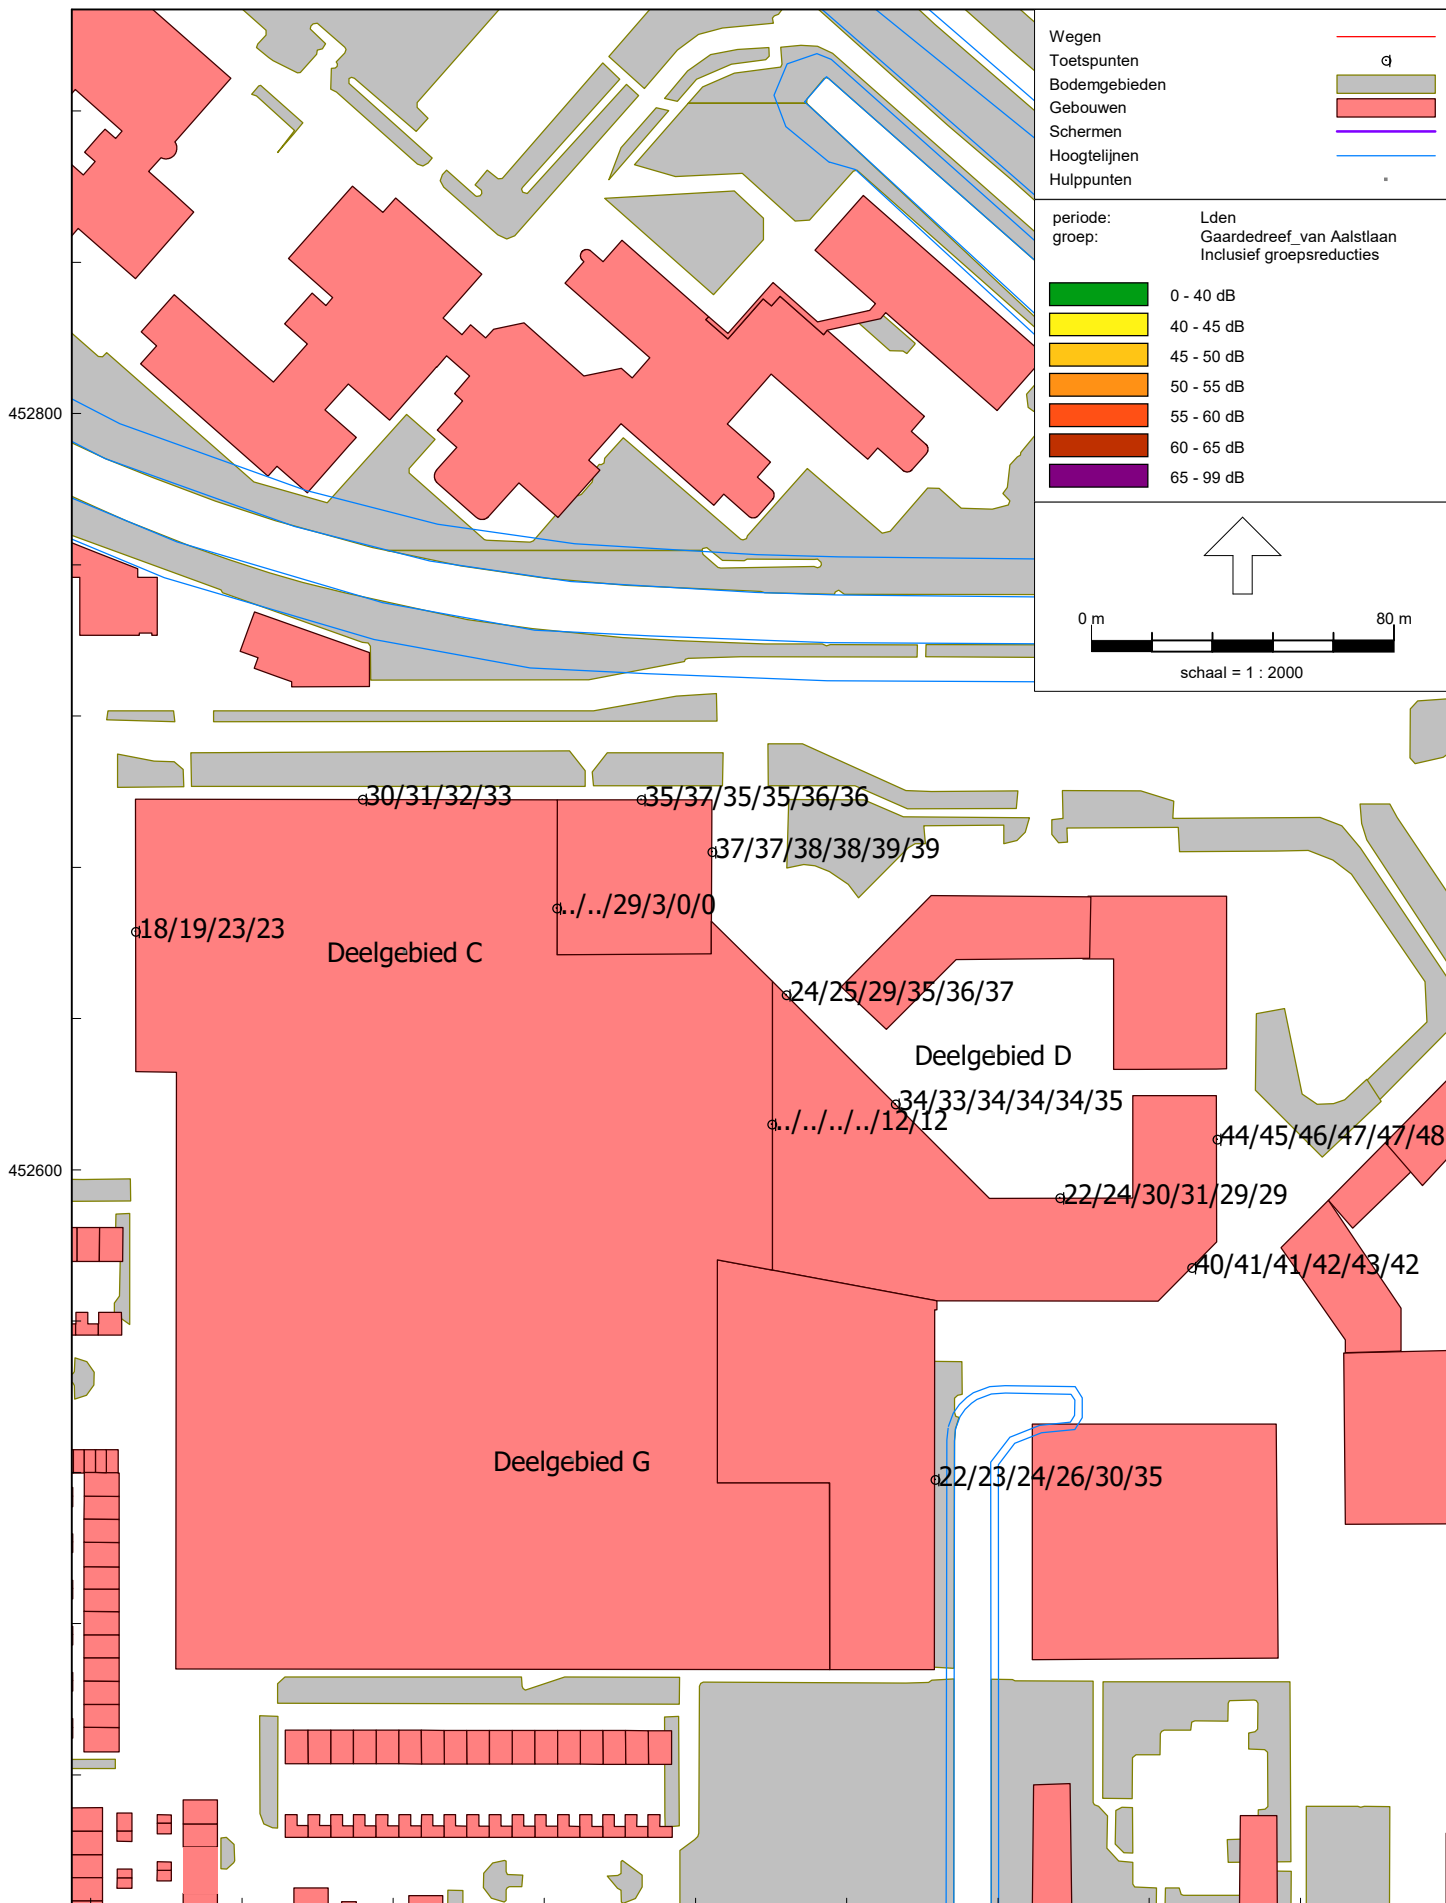 Wegen
Toetspunten
Bodemgebieden
Gebouwen
Schermen
Hoogtelijnen
Hulppunten
periode: Lden
groep: Gaardedreef_van Aalstlaan
Inclusief groepsreducties
0 - 40 dB
40 - 45 dB
45 - 50 dB
50 - 55 dB
55 - 60 dB
60 - 65 dB
65 - 99 dB
452800
0 m 80 m
schaal = 1 : 2000
30/31/32/33
35/37/35/35/36/36
37/37/38/38/39/39
../../29/3/0/0
18/19/23/23
Deelgebied C
24/25/29/35/36/37
Deelgebied D
34/33/34/34/34/35
../../../../12/12
44/45/46/47/47/48
452600
22/24/30/31/29/29
40/41/41/42/43/42
Deelgebied G
22/23/24/26/30/35